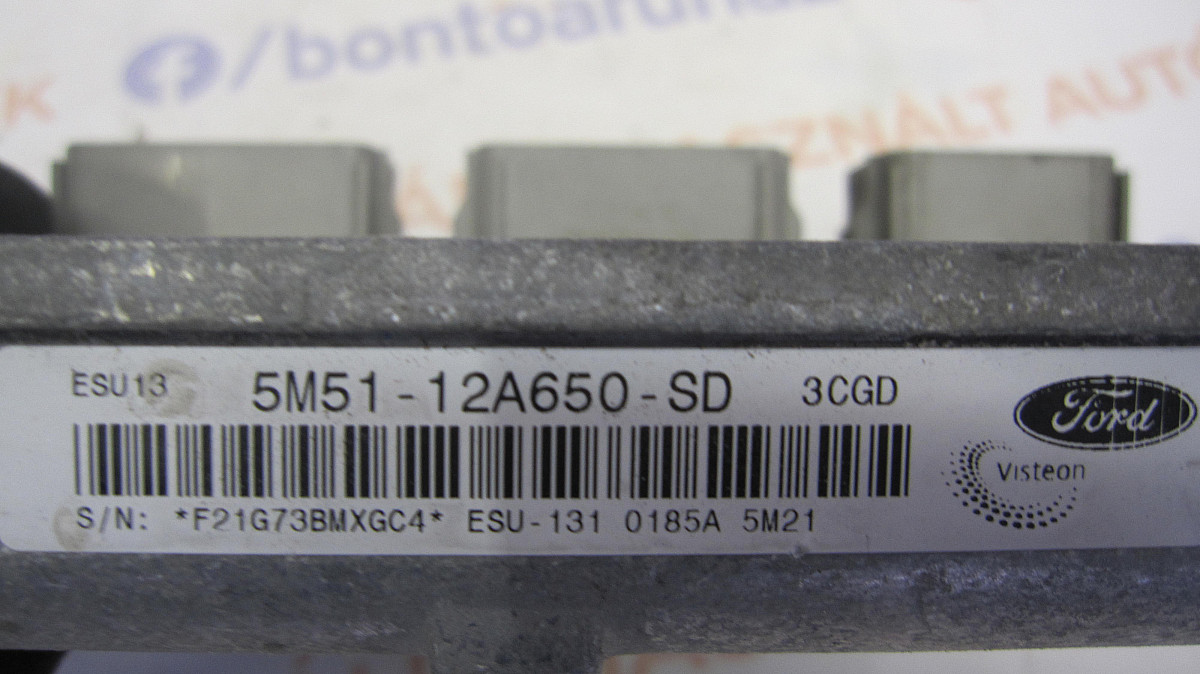 /bontoaruhaz
ESU13 5M51-12A650-SD 3CGD
Ford
Visteon
S/N: *F21G73BMXGC4* ESU-131 0185A 5M21